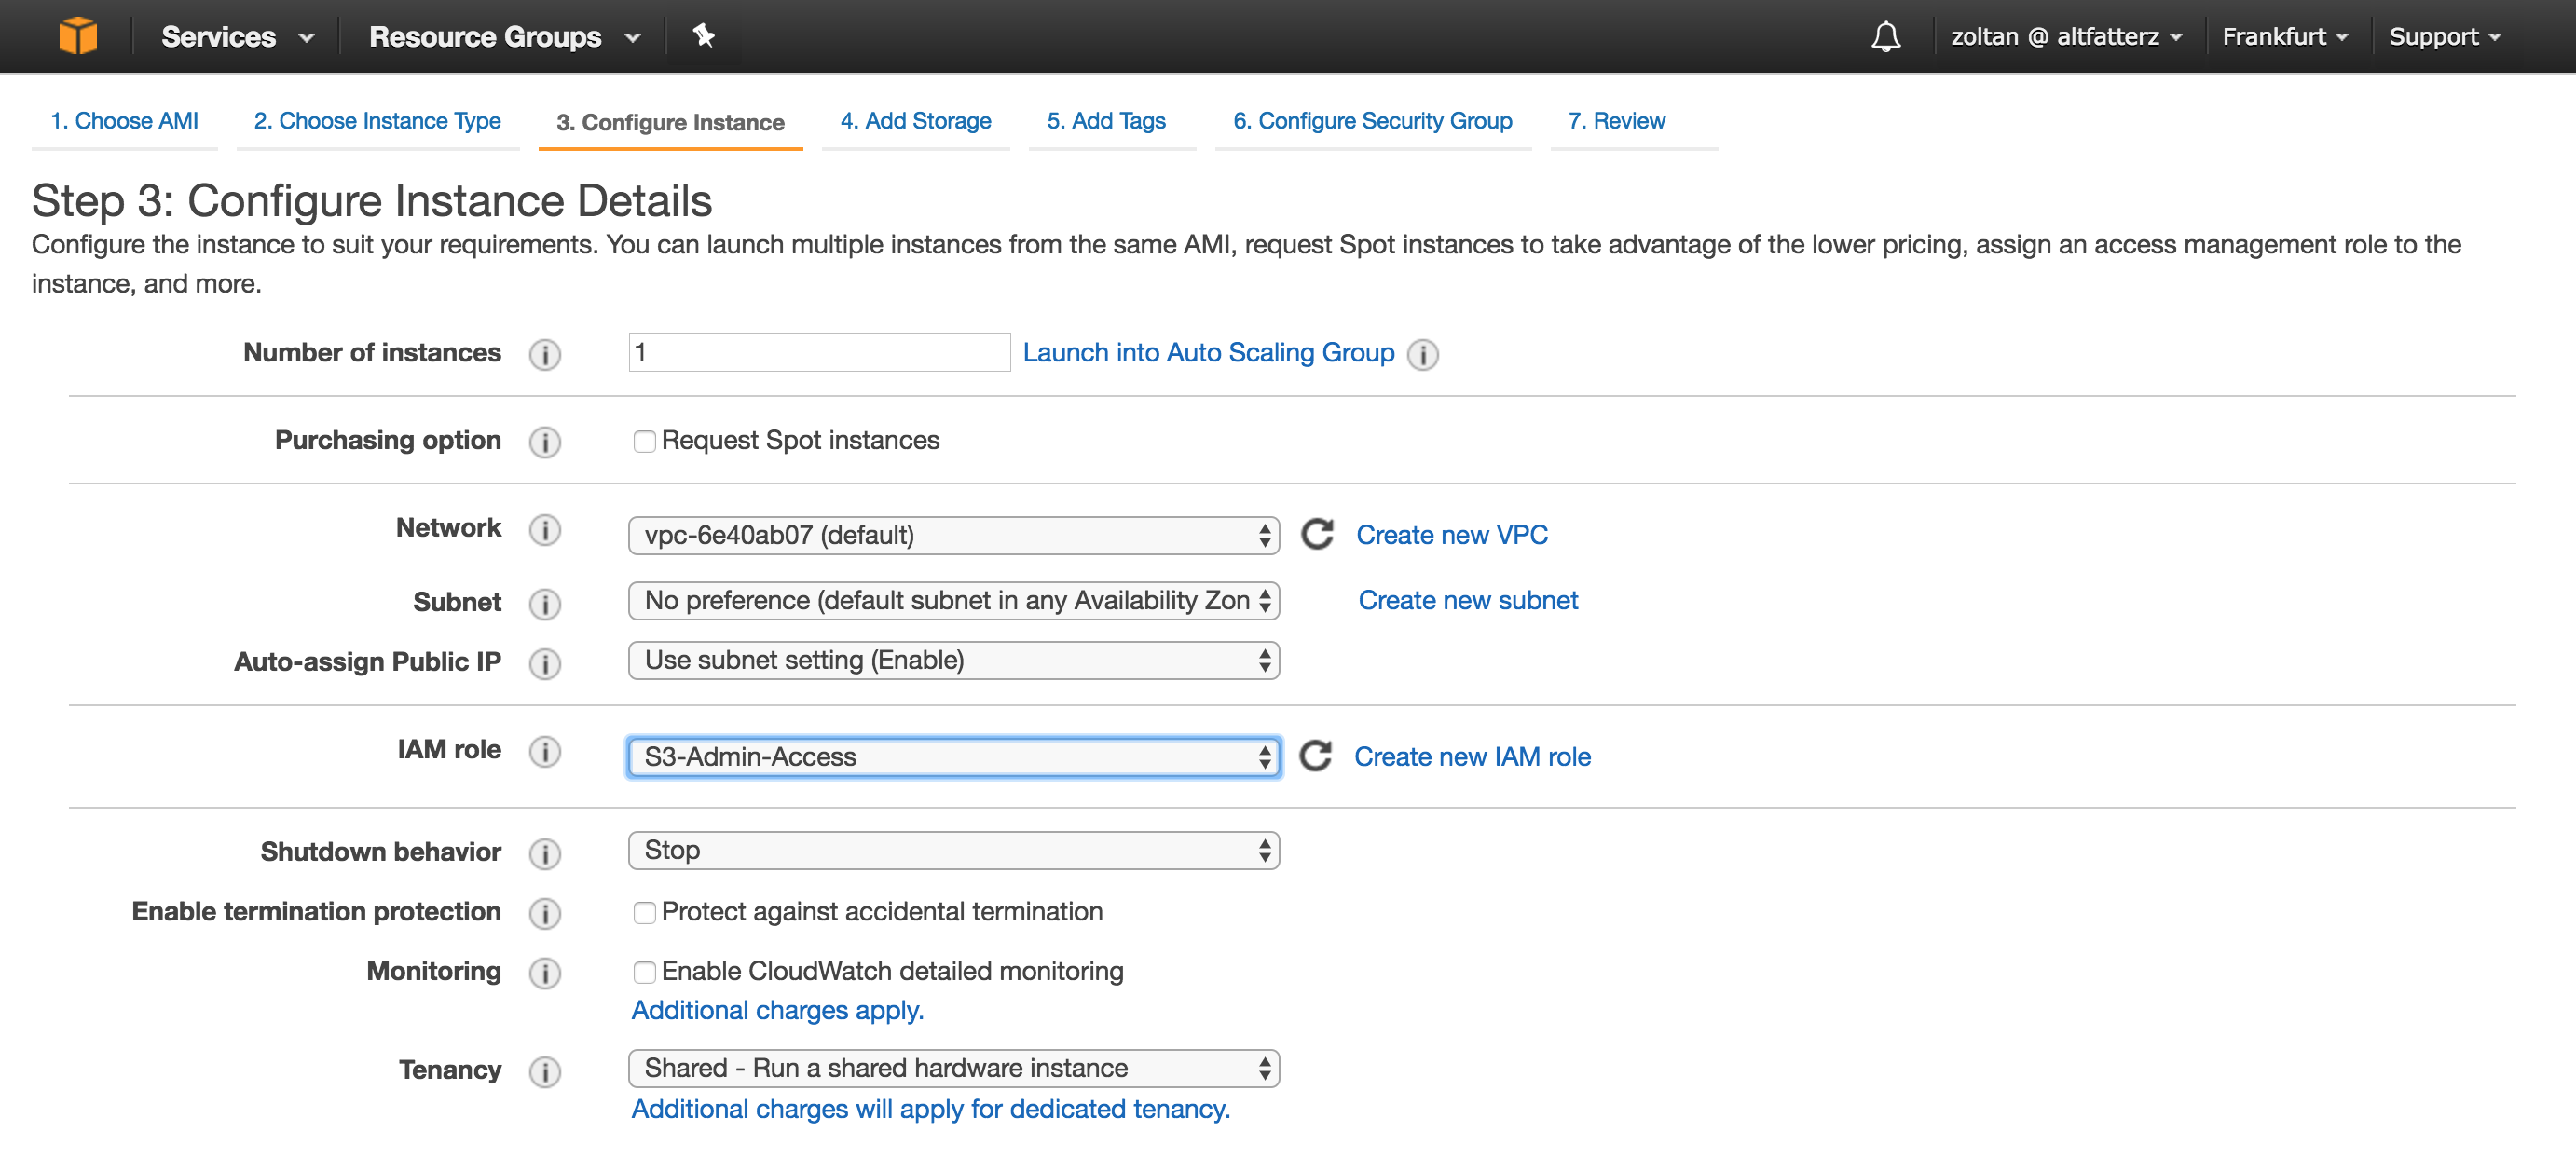 Services Resource Groups zoltan @ altfatterz Frankfurt Support
1. Choose AMI 2. Choose Instance Type 3. Configure Instance 4. Add Storage 5. Add Tags 6. Configure Security Group 7. Review
Step 3: Configure Instance Details
Configure the instance to suit your requirements. You can launch multiple instances from the same AMI, request Spot instances to take advantage of the lower pricing, assign an access management role to the
instance, and more.
Number of instances i 1 Launch into Auto Scaling Group i
Purchasing option i Request Spot instances
Network i vpc-6e40ab07 (default) Create new VPC
Subnet i No preference (default subnet in any Availability Zon Create new subnet
Auto-assign Public IP i Use subnet setting (Enable)
IAM role i S3-Admin-Access Create new IAM role
Shutdown behavior i Stop
Enable termination protection i Protect against accidental termination
Monitoring i Enable CloudWatch detailed monitoring
Additional charges apply.
Tenancy i Shared - Run a shared hardware instance
Additional charges will apply for dedicated tenancy.